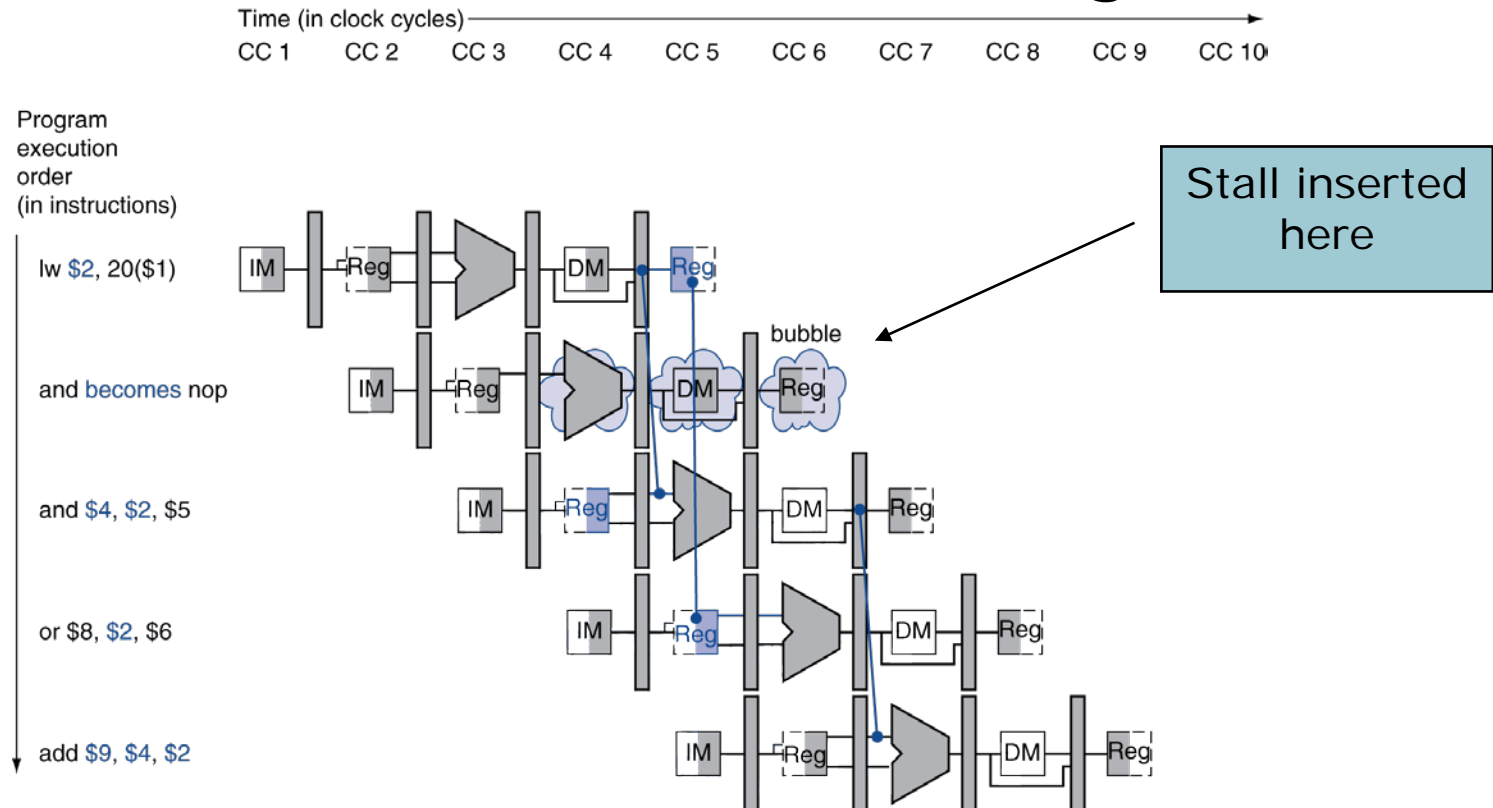 Time (in clock cycles)
CC 1 CC 2 CC 3 CC 4 CC 5 CC 6 CC 7 CC 8 CC 9 CC 10
Program
execution
order
(in instructions)
Stall inserted
here
lw $2, 20($1)
IM Reg DM Reg
bubble
and becomes nop
IM Reg DM Reg
and $4, $2, $5
IM Reg DM Reg
or $8, $2, $6
IM Reg DM Reg
add $9, $4, $2
IM Reg DM Reg